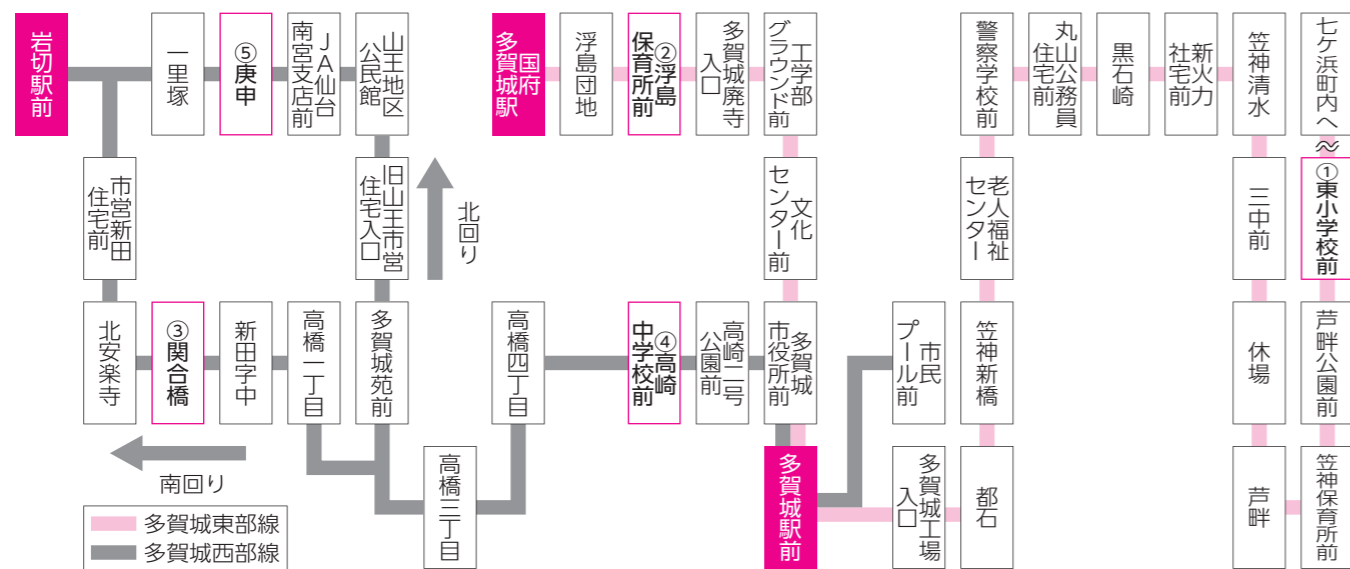 岩切駅前
一里塚
⑤庚申
JA仙台
南宮支店前
山王地区
公民館
国府
多賀城駅
浮島団地
②浮島
保育所前
多賀城廃寺
入口
工学部
グラウンド前
警察学校前
丸山公務員
住宅前
黒石崎
新火力
社宅前
笠神清水
七ケ浜町内へ
市営新田
住宅前
旧山王市営
住宅入口
北回り
文化
センター前
老人福祉
センター
三中前
①東小学校前
北安楽寺
③関合橋
新田字中
高橋一丁目
多賀城苑前
高橋四丁目
④高崎
中学校前
高崎二号
公園前
多賀城
市役所前
市民
プール前
笠神新橋
休場
芦畔公園前
南回り
高橋三丁目
多賀城駅前
多賀城工場
入口
都石
芦畔
笠神保育所前
多賀城東部線
多賀城西部線